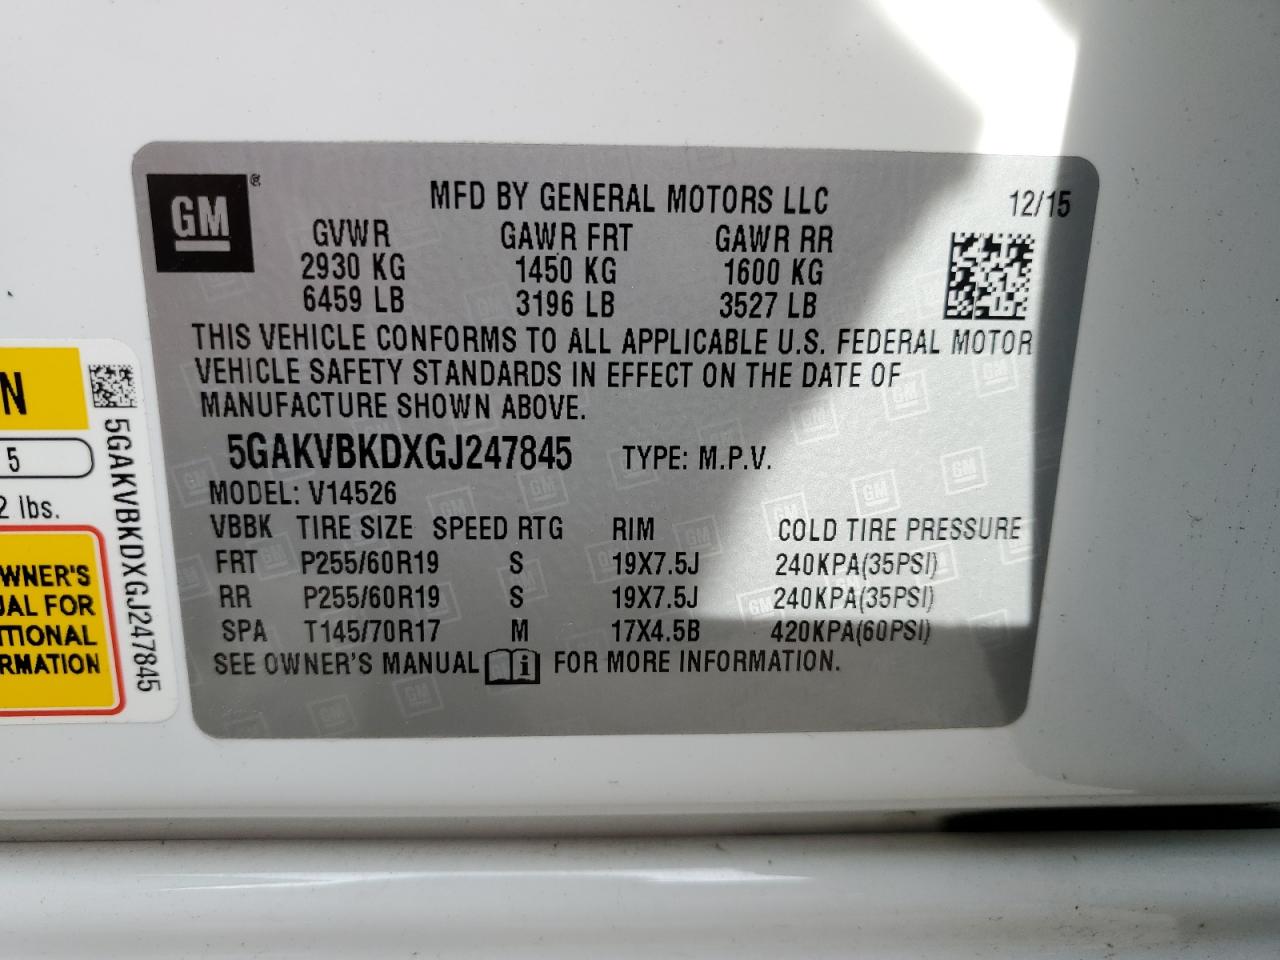 GM®
MFD BY GENERAL MOTORS LLC 12/15
GVWR GAWR FRT GAWR RR
2930 KG 1450 KG 1600 KG
6459 LB 3196 LB 3527 LB
THIS VEHICLE CONFORMS TO ALL APPLICABLE U.S. FEDERAL MOTOR
VEHICLE SAFETY STANDARDS IN EFFECT ON THE DATE OF
MANUFACTURE SHOWN ABOVE.
5GAKVBKDXGJ247845 TYPE: M.P.V.
MODEL: V14526
VBBK TIRE SIZE SPEED RTG RIM COLD TIRE PRESSURE
FRT P255/60R19 S 19X7.5J 240KPA(35PSI)
RR P255/60R19 S 19X7.5J 240KPA(35PSI)
SPA T145/70R17 M 17X4.5B 420KPA(60PSI)
SEE OWNER'S MANUAL i FOR MORE INFORMATION.
N
5
2 lbs.
WNER'S
UAL FOR
ITIONAL
RMATION
5GAKVBKDXGJ247845